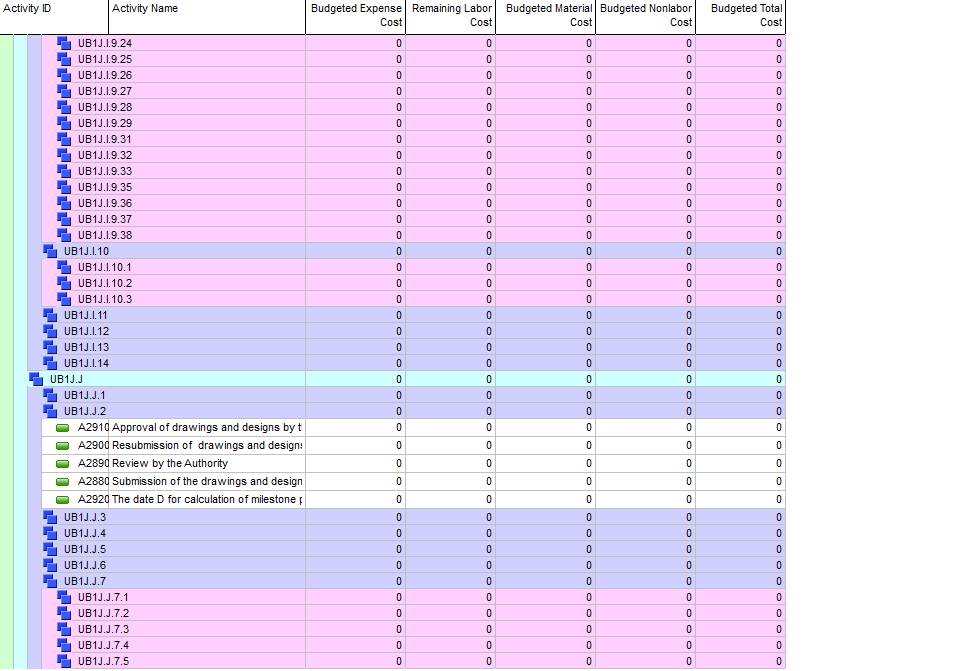 Activity ID Activity Name Budgeted Expense Cost Remaining Labor Cost Budgeted Material Cost Budgeted Nonlabor Cost Budgeted Total Cost
UB1J.I.9.24 0 0 0 0 0
UB1J.I.9.25 0 0 0 0 0
UB1J.I.9.26 0 0 0 0 0
UB1J.I.9.27 0 0 0 0 0
UB1J.I.9.28 0 0 0 0 0
UB1J.I.9.29 0 0 0 0 0
UB1J.I.9.31 0 0 0 0 0
UB1J.I.9.32 0 0 0 0 0
UB1J.I.9.33 0 0 0 0 0
UB1J.I.9.35 0 0 0 0 0
UB1J.I.9.36 0 0 0 0 0
UB1J.I.9.37 0 0 0 0 0
UB1J.I.9.38 0 0 0 0 0
UB1J.I.10 0 0 0 0 0
UB1J.I.10.1 0 0 0 0 0
UB1J.I.10.2 0 0 0 0 0
UB1J.I.10.3 0 0 0 0 0
UB1J.I.11 0 0 0 0 0
UB1J.I.12 0 0 0 0 0
UB1J.I.13 0 0 0 0 0
UB1J.I.14 0 0 0 0 0
UB1J.J 0 0 0 0 0
UB1J.J.1 0 0 0 0 0
UB1J.J.2 0 0 0 0 0
A2910 Approval of drawings and designs by t 0 0 0 0 0
A2900 Resubmission of drawings and designs 0 0 0 0 0
A2890 Review by the Authority 0 0 0 0 0
A2880 Submission of the drawings and design 0 0 0 0 0
A2920 The date D for calculation of milestone p 0 0 0 0 0
UB1J.J.3 0 0 0 0 0
UB1J.J.4 0 0 0 0 0
UB1J.J.5 0 0 0 0 0
UB1J.J.6 0 0 0 0 0
UB1J.J.7 0 0 0 0 0
UB1J.J.7.1 0 0 0 0 0
UB1J.J.7.2 0 0 0 0 0
UB1J.J.7.3 0 0 0 0 0
UB1J.J.7.4 0 0 0 0 0
UB1J.J.7.5 0 0 0 0 0